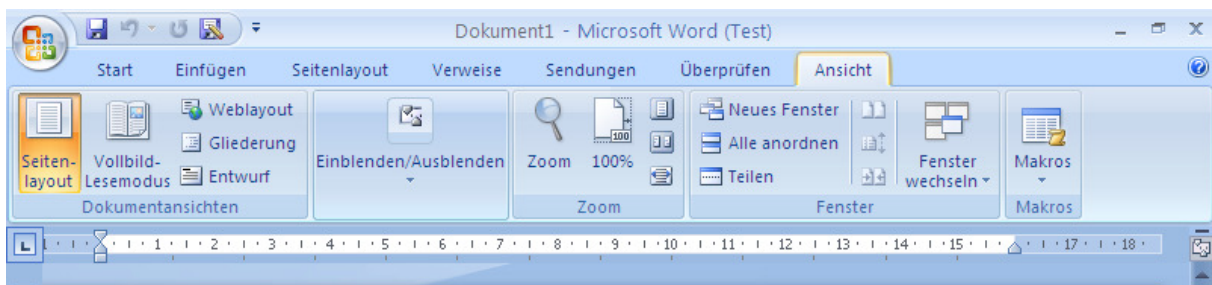 Dokument1 - Microsoft Word (Test)
Start Einfügen Seitenlayout Verweise Sendungen Überprüfen Ansicht
Seiten-
layout
Vollbild-
Lesemodus
Weblayout
Gliederung
Entwurf
Dokumentansichten
Einblenden/Ausblenden
Zoom
100
100%
Zoom
Neues Fenster
Alle anordnen
Teilen
Fenster
wechseln
Fenster
Makros
Makros
L 1 1 2 3 4 5 6 7 8 9 10 11 12 13 14 15 17 18